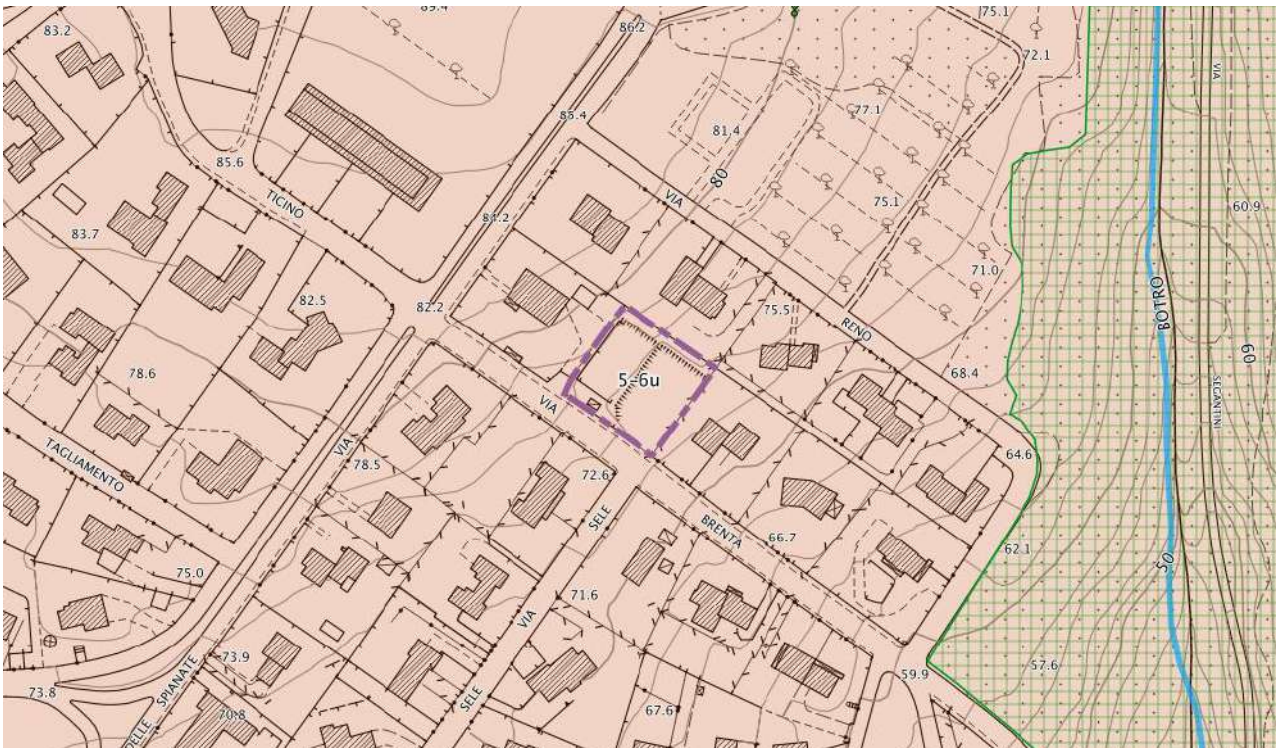 83.2
89.4
86.2
75.1
72.1
VIA
85.4
81.4
77.1
85.6
80
VIA
TICINO
75.1
60.9
84.2
83.7
71.0
82.5
82.2
75.5
RENO
BOTRO
60
78.6
5-6u
68.4
VIA
SEGANTINI
TAGLIAMENTO
VIA
78.5
72.6
64.6
SELE
BRENTA
66.7
62.1
50
75.0
71.6
VIA
73.9
59.9
57.6
73.8
DELLE SPIANATE
70.8
SELE
67.6